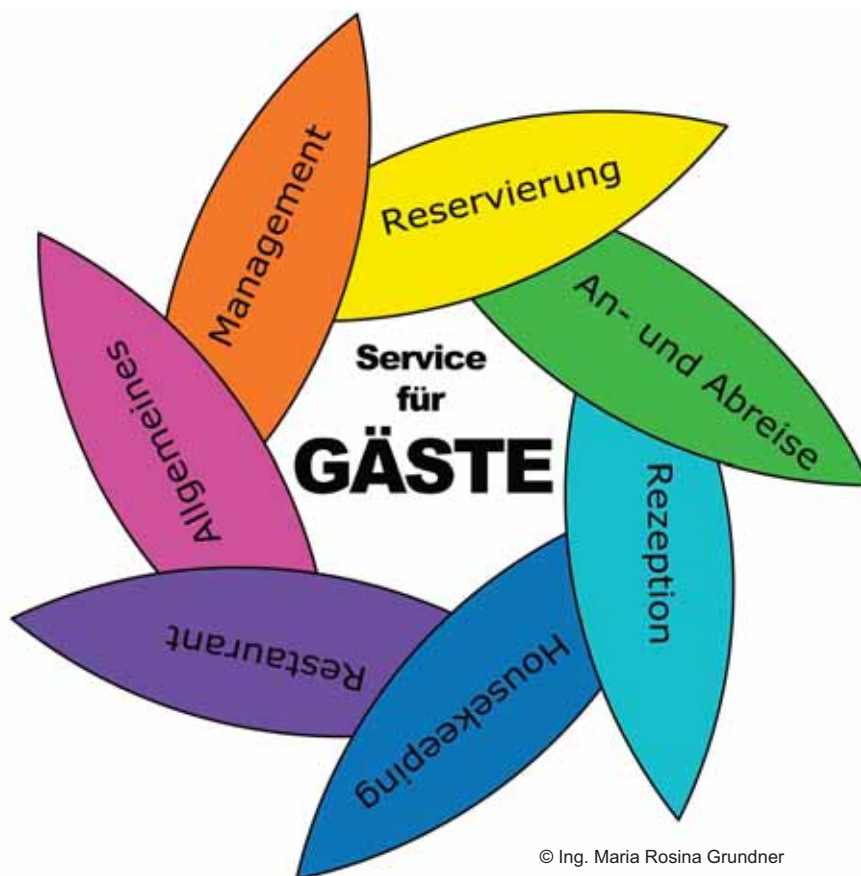 Management
Reservierung
An- und Abreise
Rezeption
Housekeeping
Restaurant
Allgemeines
Service
für
GÄSTE
© Ing. Maria Rosina Grundner